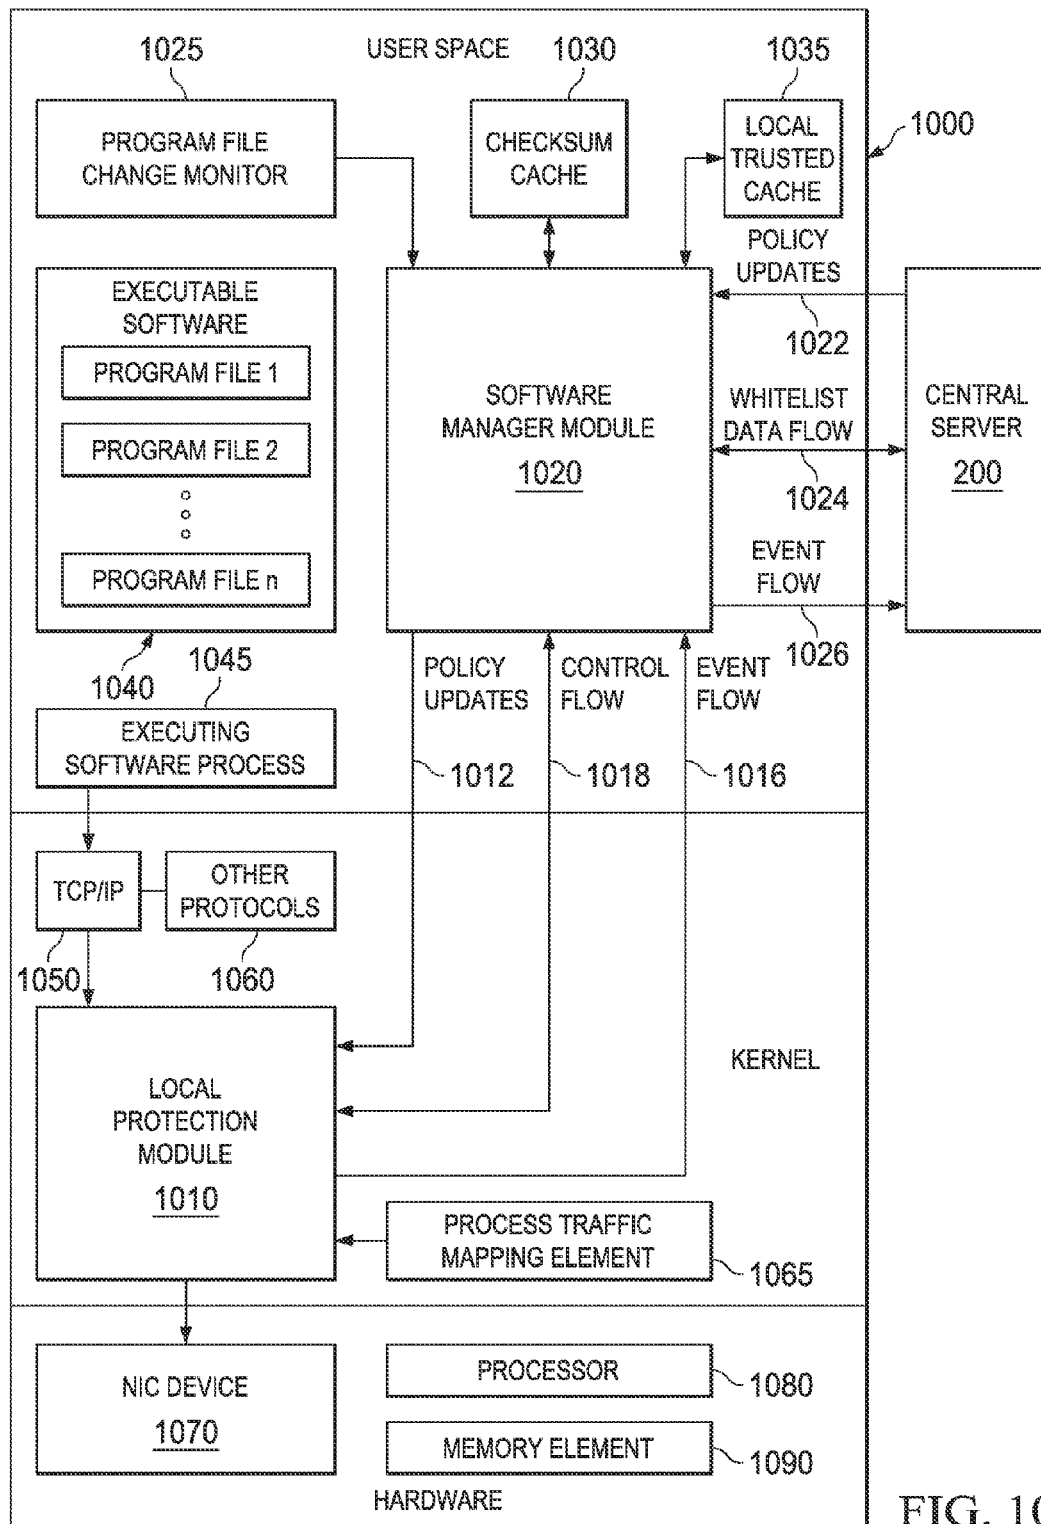 1025
USER SPACE
1030
1035
PROGRAM FILE
CHANGE MONITOR
CHECKSUM
CACHE
LOCAL
TRUSTED
CACHE
1000
POLICY
UPDATES
1022
EXECUTABLE
SOFTWARE
PROGRAM FILE 1
PROGRAM FILE 2
PROGRAM FILE n
1040
SOFTWARE
MANAGER MODULE
1020
WHITELIST
DATA FLOW
1024
CENTRAL
SERVER
200
EVENT
FLOW
1026
1045
EXECUTING
SOFTWARE PROCESS
POLICY
UPDATES
1012
CONTROL
FLOW
1018
EVENT
FLOW
1016
TCP/IP
1050
OTHER
PROTOCOLS
1060
KERNEL
LOCAL
PROTECTION
MODULE
1010
PROCESS TRAFFIC
MAPPING ELEMENT
1065
NIC DEVICE
1070
PROCESSOR
1080
MEMORY ELEMENT
1090
HARDWARE
FIG. 10